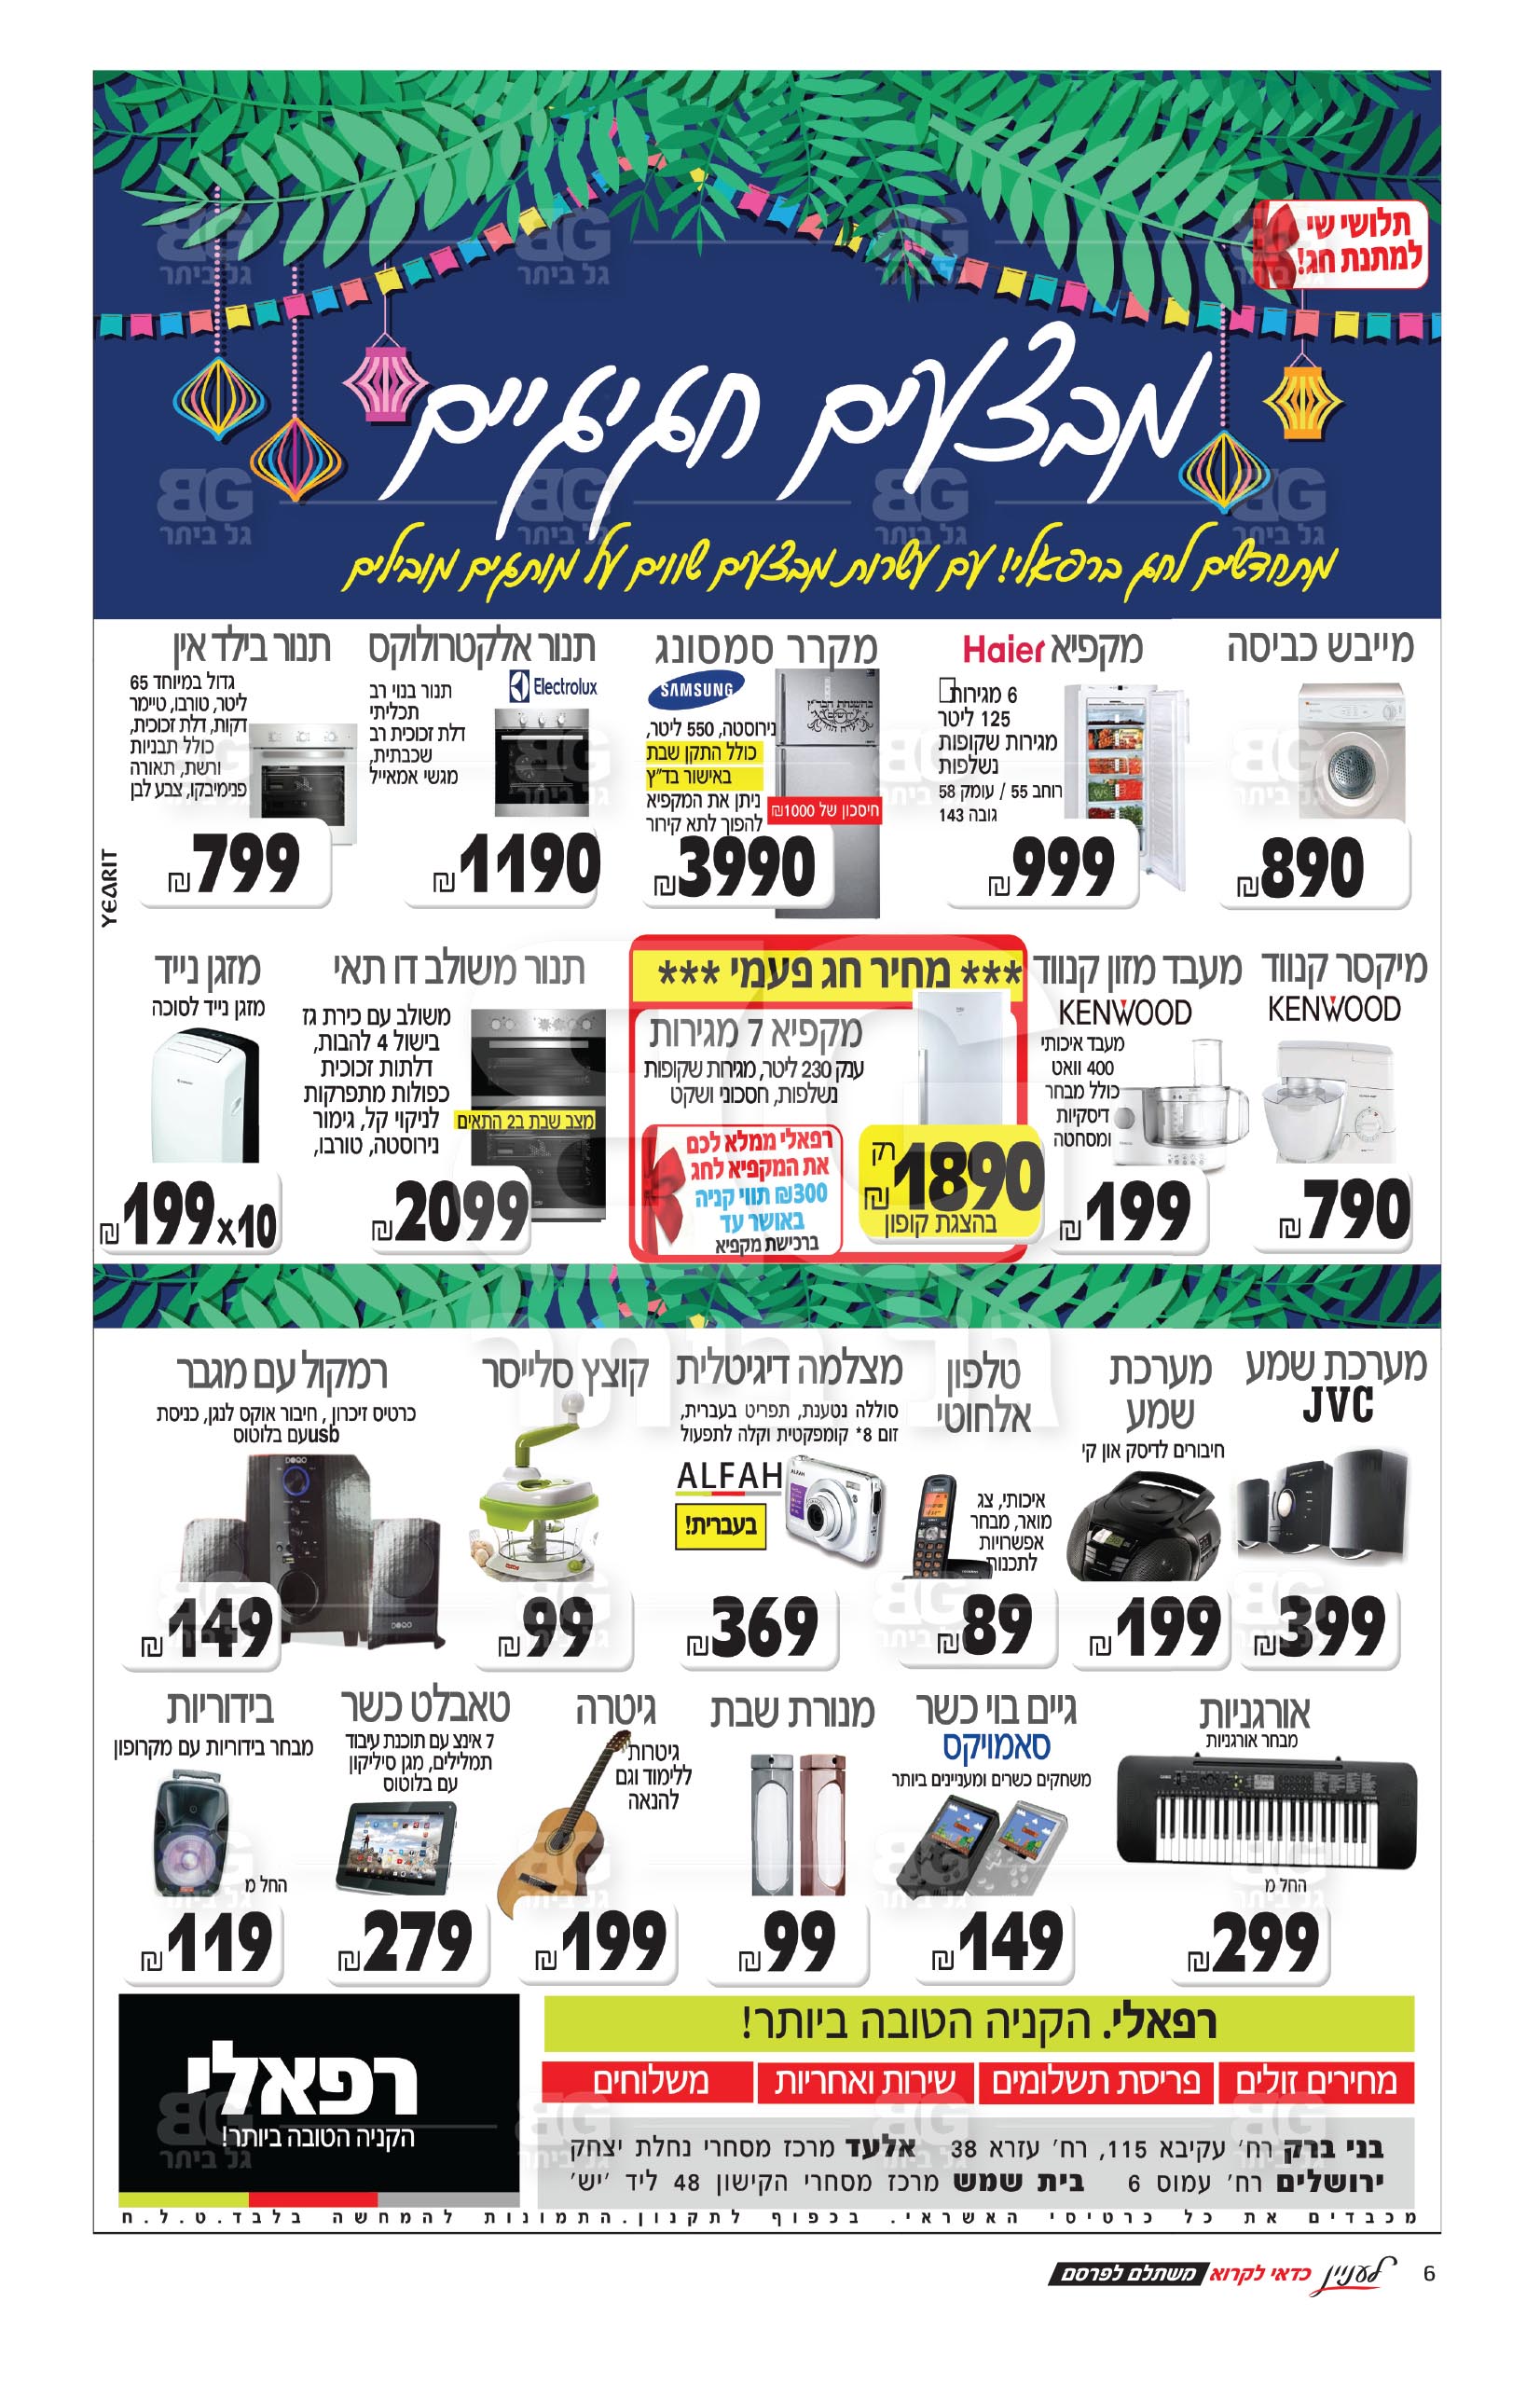 תלושי שי
למתנת חג!
מבצעים חגיגיים
מתחדשים לחג ברפאלי! עם עשרות מבצעים שווים על מותגים מובילים
מייבש כביסה
₪890
מקפיא Haier
6 מגירות
125 ליטר
מגירות שקופות
נשלפות
רוחב 55 / עומק 58
גובה 143
₪999
מקרר סמסונג
SAMSUNG
נירוסטה, 550 ליטר,
כולל התקן שבת
באישור בד"ץ
ניתן את המקפיא
להפוך לתא קירור
חיסכון של 1000₪
₪3990
תנור אלקטרולוקס
Electrolux
תנור בנוי רב
תכליתי
דלת זכוכית רב
שכבתית,
מגשי אמאייל
₪1190
תנור בילד אין
גדול במיוחד 65
ליטר, טורבו, טיימר
דקות, דלת זכוכית,
כולל תבניות
ורשת, תאורה
פנימיבקו, צבע לבן
₪799
YEARIT
מיקסר קנווד
KENWOOD
₪790
מעבד מזון קנווד
KENWOOD
מעבד איכותי
400 וואט
כולל מבחר
דיסקיות
ומסחטה
₪199
*** מחיר חג פעמי ***
מקפיא 7 מגירות
ענק 230 ליטר, מגירות שקופות
נשלפות, חסכוני ושקט
רק
₪1890
בהצגת קופון
רפאלי ממלא לכם
את המקפיא לחג
₪300 תווי קניה
באושר עד
ברכישת מקפיא
תנור משולב דו תאי
משולב עם כירת גז
בישול 4 להבות,
דלתות זכוכית
כפולות מתפרקות
לניקוי קל, גימור
נירוסטה, טורבו,
מצב שבת ב2 התאים
₪2099
מזגן נייד
מזגן נייד לסוכה
₪199x10
מערכת שמע
JVC
₪399
מערכת
שמע
חיבורים לדיסק און קי
₪199
טלפון
אלחוטי
איכותי, צג
מואר, מבחר
אפשרויות
לתכנות
₪89
מצלמה דיגיטלית
סוללה נטענת, תפריט בעברית,
זום 8* קומפקטית וקלה לתפעול
ALFAH
בעברית!
₪369
קוצץ סלייסר
₪99
רמקול עם מגבר
כרטיס זיכרון, חיבור אוקס לנגן, כניסת
usbעם בלוטוס
₪149
אורגניות
מבחר אורגניות
החל מ
₪299
גיים בוי כשר
סאמויקס
משחקים כשרים ומעניינים ביותר
₪149
מנורת שבת
₪99
גיטרה
גיטרות
ללימוד וגם
להנאה
₪199
טאבלט כשר
7 אינצ עם תוכנת עיבוד
תמלילים, מגן סיליקון
עם בלוטוס
₪279
בידוריות
מבחר בידוריות עם מקרופון
החל מ
₪119
רפאלי. הקניה הטובה ביותר!
מחירים זולים
פריסת תשלומים
שירות ואחריות
משלוחים
בני ברק רח' עקיבא 115, רח' עזרא 38 אלעד מרכז מסחרי נחלת יצחק
ירושלים רח' עמוס 6 בית שמש מרכז מסחרי הקישון 48 ליד 'יש'
רפאלי
הקניה הטובה ביותר!
מכבדים את כל כרטיסי האשראי. בכפוף לתקנון. התמונות להמחשה בלבד.ט.ל.ח
6 לעניין כדאי לקרוא משתלם לפרסם
BG
גל ביתר